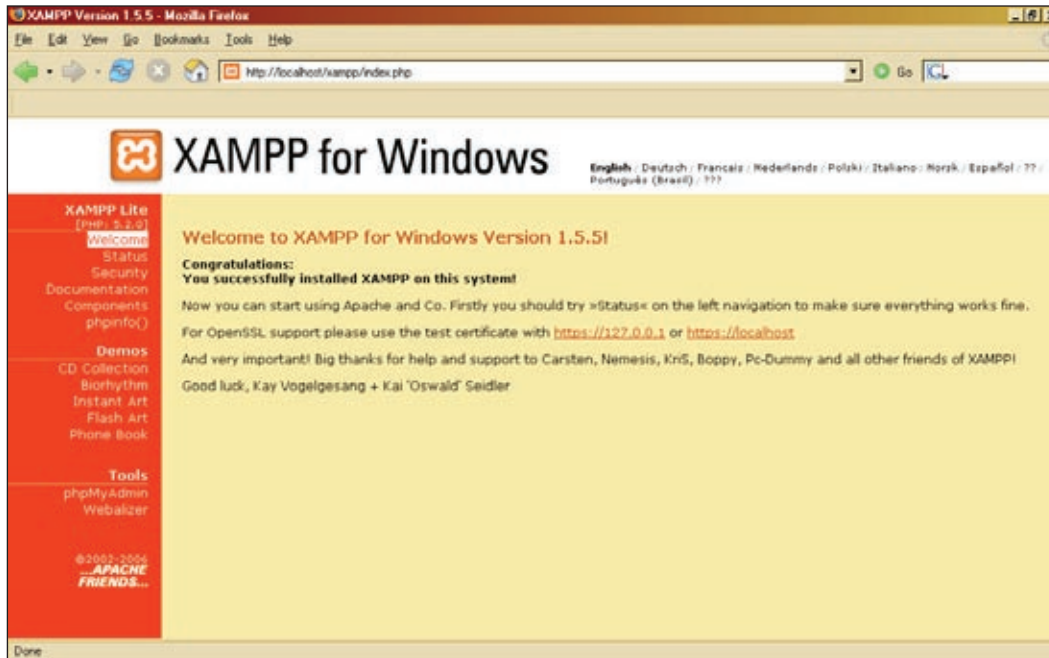 XAMPP Version 1.5.5 - Mozilla Firefox
File Edit View Go Bookmarks Tools Help
http://localhost/xampp/index.php Go
XAMPP for Windows
English / Deutsch / Francais / Nederlands / Polski / Italiano / Norsk / Español / ?? /
Português (Brasil) / ???
XAMPP Lite
[PHP: 5.2.0]
Welcome
Status
Security
Documentation
Components
phpinfo()
Demos
CD Collection
Biorhythm
Instant Art
Flash Art
Phone Book
Tools
phpMyAdmin
Webalizer
©2002-2006
...APACHE
FRIENDS...
Welcome to XAMPP for Windows Version 1.5.5!
Congratulations:
You successfully installed XAMPP on this system!
Now you can start using Apache and Co. Firstly you should try »Status« on the left navigation to make sure everything works fine.
For OpenSSL support please use the test certificate with https://127.0.0.1 or https://localhost
And very important! Big thanks for help and support to Carsten, Nemesis, KriS, Boppy, Pc-Dummy and all other friends of XAMPP!
Good luck, Kay Vogelgesang + Kai 'Oswald' Seidler
Done